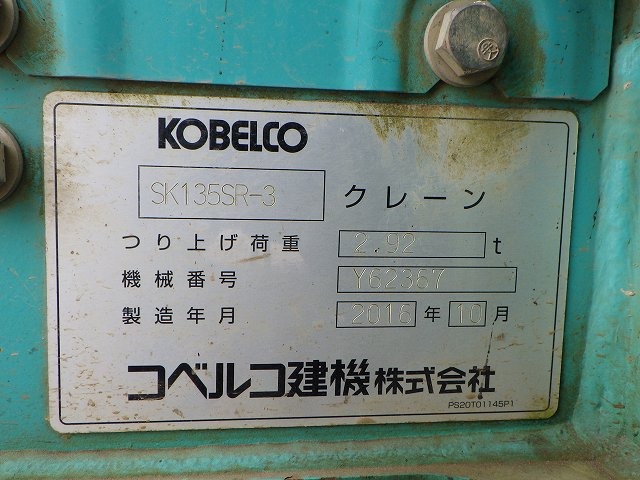 KOBELCO
SK135SR-3 クレーン
つり上げ荷重 2.92 t
機械番号 Y62367
製造年月 2016 年 10 月
コベルコ建機株式会社
PS20T01145P1